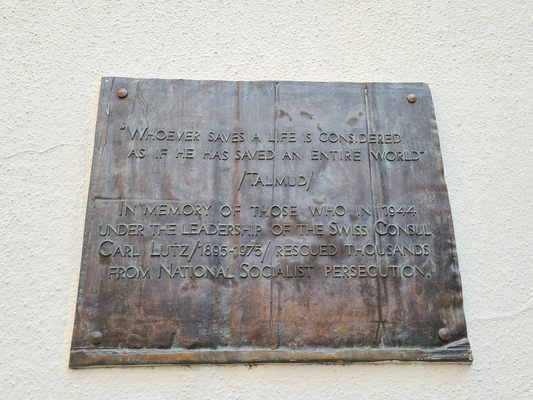 "Whoever saves a life is considered
as if he has saved an entire world"
/Talmud/
In memory of those who in 1944
under the leadership of the Swiss Consul
Carl Lutz/1895-1975/ rescued thousands
from National Socialist persecution.